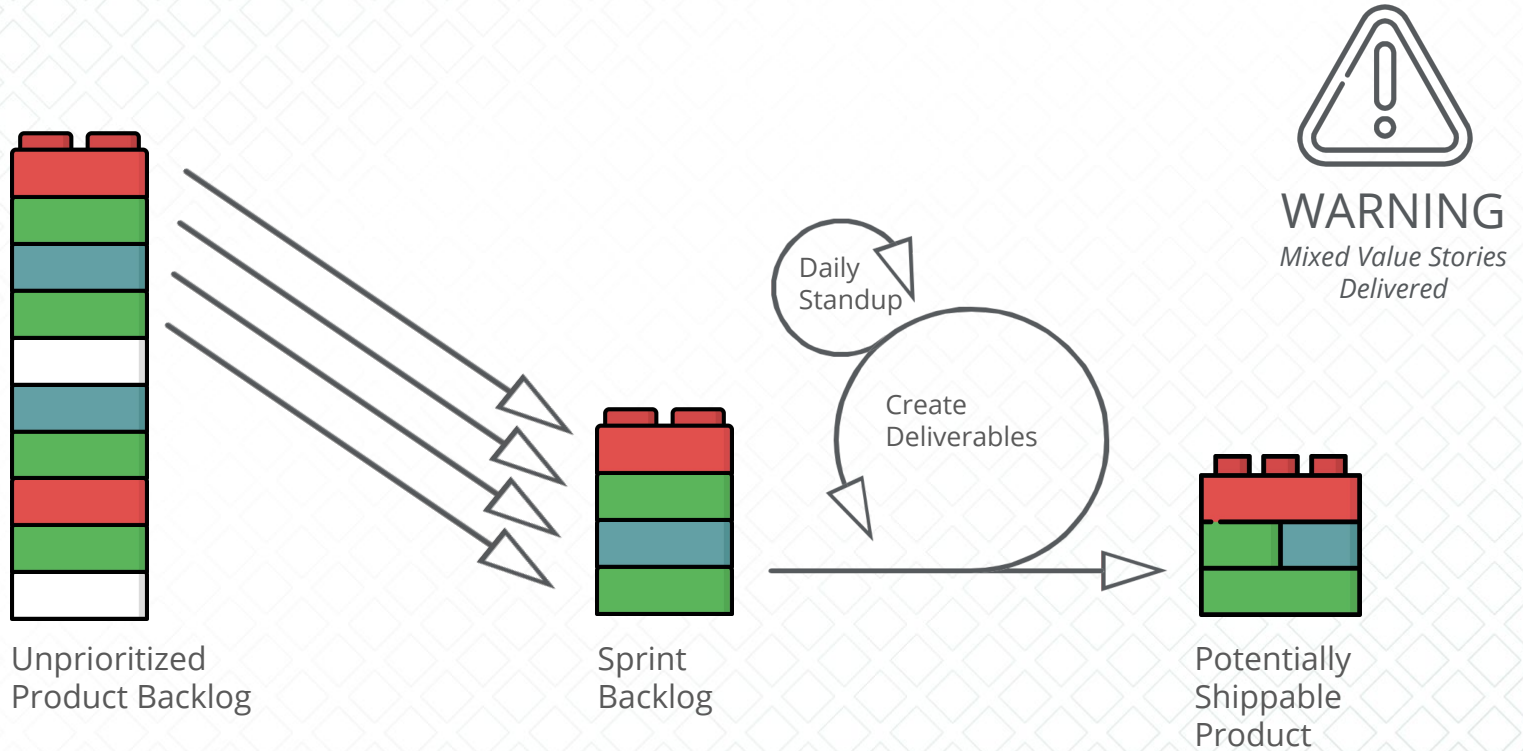 WARNING
Mixed Value Stories
Delivered
Daily
Standup
Create
Deliverables
Unprioritized
Product Backlog
Sprint
Backlog
Potentially
Shippable
Product